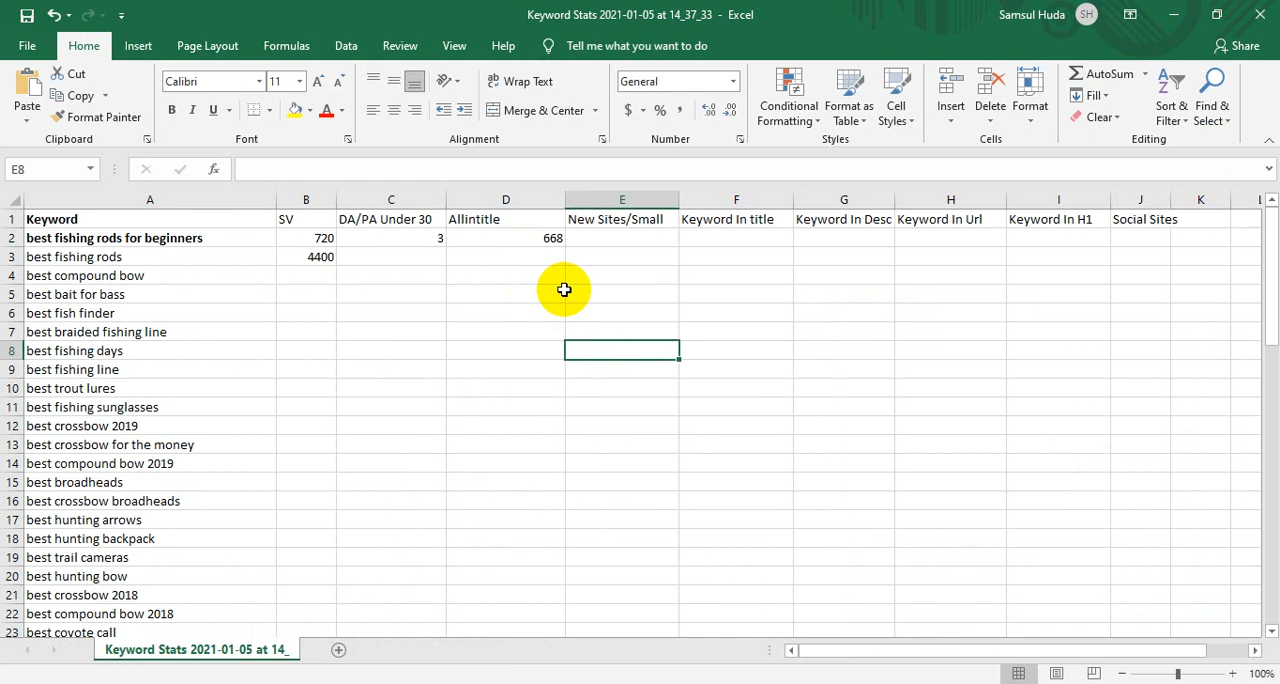 Keyword Stats 2021-01-05 at 14_37_33 - Excel
Samsul Huda SH
File Home Insert Page Layout Formulas Data Review View Help Tell me what you want to do Share
Paste
Cut
Copy
Format Painter
Clipboard
Calibri 11
B I U
Font
Wrap Text
Merge & Center
Alignment
General
$ % ,
Number
Conditional Formatting
Format as Table
Cell Styles
Styles
Insert
Delete
Format
Cells
AutoSum
Fill
Clear
Sort & Filter
Find & Select
Editing
E8 fx
A B C D E F G H I J K L
1 Keyword SV DA/PA Under 30 Allintitle New Sites/Small Keyword In title Keyword In Desc Keyword In Url Keyword In H1 Social Sites
2 best fishing rods for beginners 720 3 668
3 best fishing rods 4400
4 best compound bow
5 best bait for bass
6 best fish finder
7 best braided fishing line
8 best fishing days
9 best fishing line
10 best trout lures
11 best fishing sunglasses
12 best crossbow 2019
13 best crossbow for the money
14 best compound bow 2019
15 best broadheads
16 best crossbow broadheads
17 best hunting arrows
18 best hunting backpack
19 best trail cameras
20 best hunting bow
21 best crossbow 2018
22 best compound bow 2018
23 best coyote call
Keyword Stats 2021-01-05 at 14_
100%